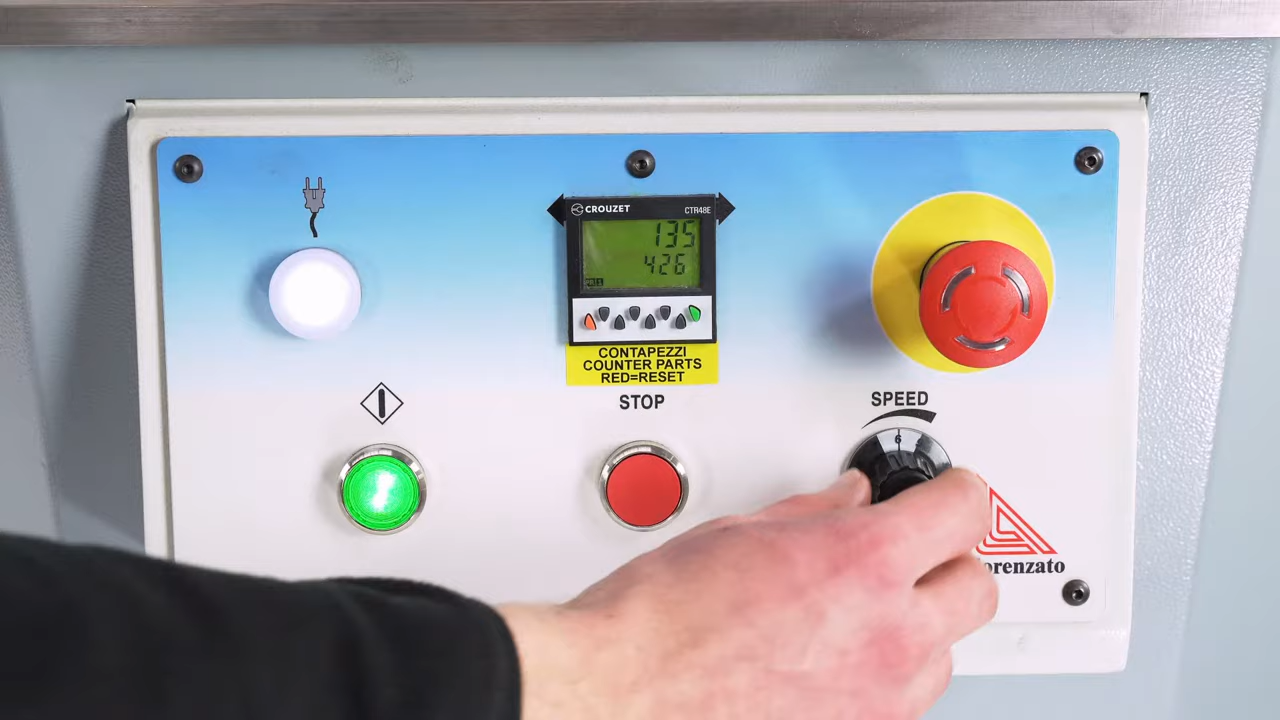 CROUZET
CTR48E
135
426
CONTAPEZZI
COUNTER PARTS
RED=RESET
STOP
SPEED
6
orenzato